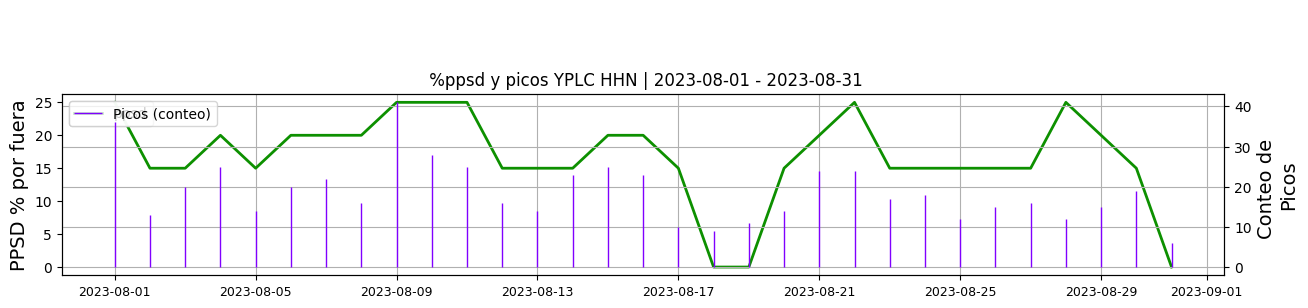 %ppsd y picos YPLC HHN | 2023-08-01 - 2023-08-31
PPSD % por fuera
25
20
15
10
5
0
Picos (conteo)
40
30
20
10
0
Conteo de
Picos
2023-08-01 2023-08-05 2023-08-09 2023-08-13 2023-08-17 2023-08-21 2023-08-25 2023-08-29 2023-09-01